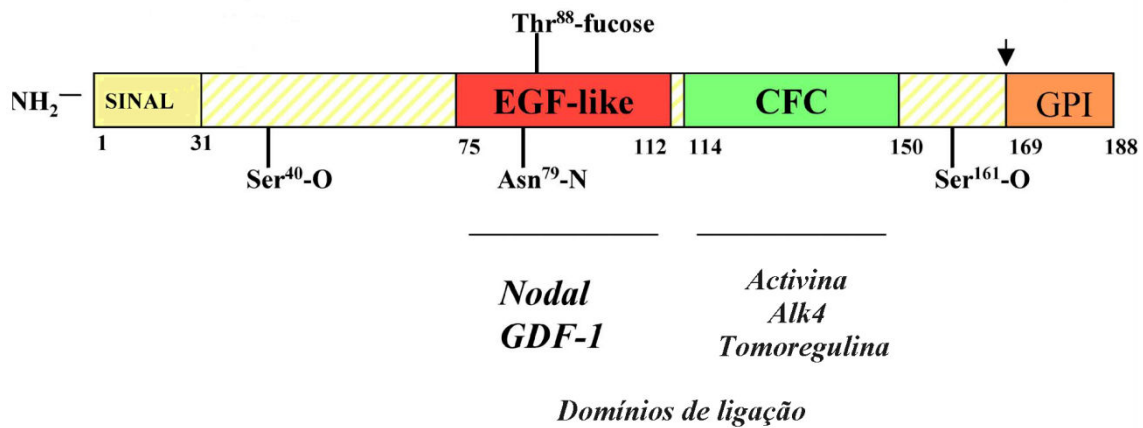 Thr⁸⁸-fucose
NH₂ SINAL EGF-like CFC GPI
1 31 75 112 114 150 169 188
Ser⁴⁰-O Asn⁷⁹-N Ser¹⁶¹-O
Nodal
GDF-1
Activina
Alk4
Tomoregulina
Domínios de ligação